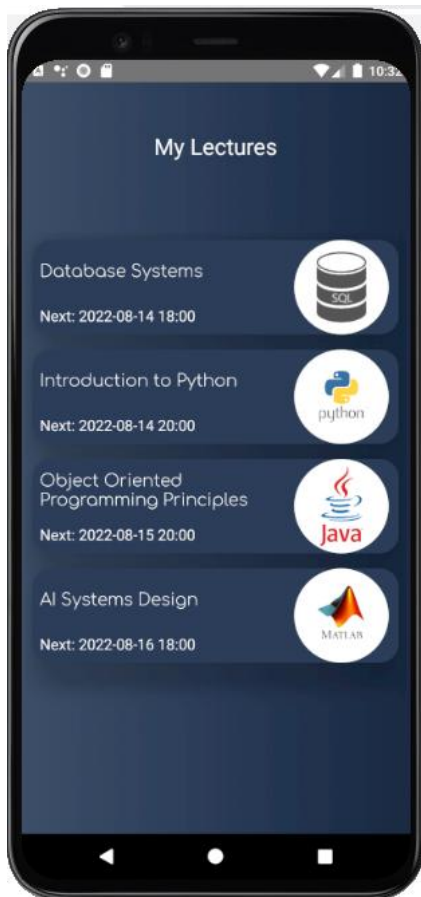 10:32
My Lectures
Database Systems
Next: 2022-08-14 18:00
SQL
Introduction to Python
Next: 2022-08-14 20:00
python
Object Oriented
Programming Principles
Next: 2022-08-15 20:00
Java
AI Systems Design
Next: 2022-08-16 18:00
MATLAB